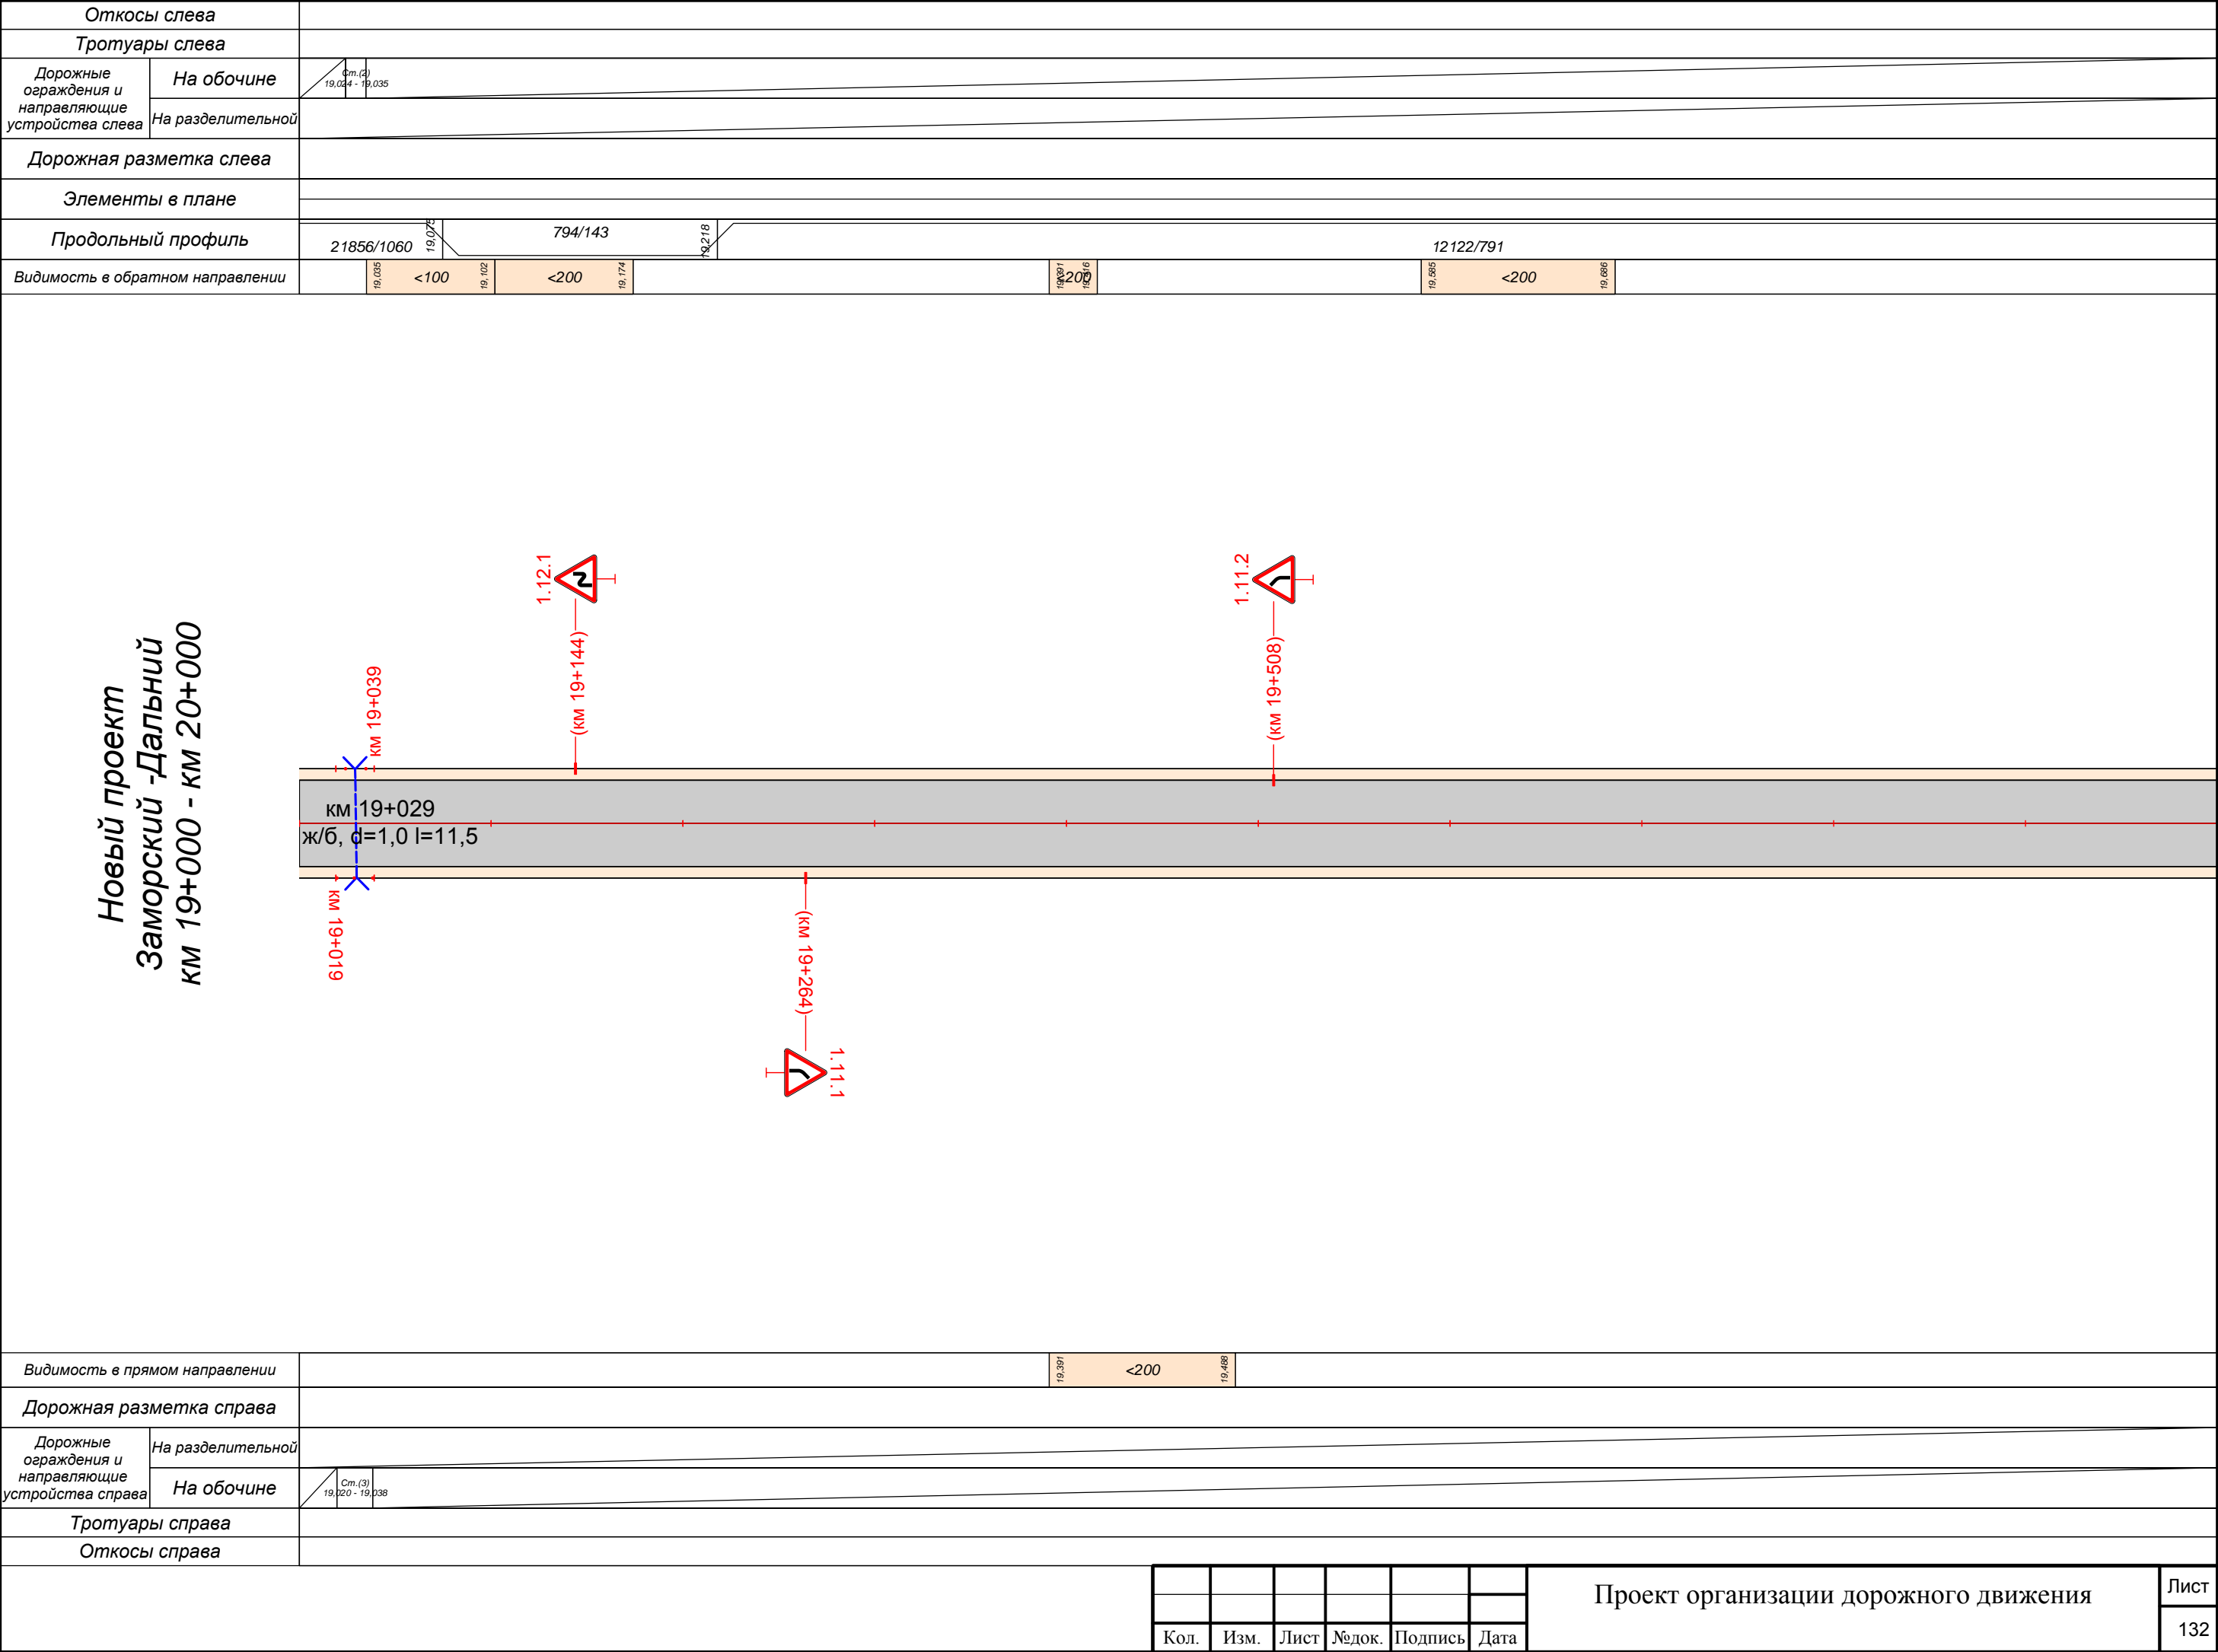 Откосы слева
Тротуары слева
Дорожные
ограждения и
направляющие
устройства слева
На обочине
Ст.(2)
19,024 - 19,035
На разделительной
Дорожная разметка слева
Элементы в плане
Продольный профиль
21856/1060
19,075
794/143
19,218
12122/791
Видимость в обратном направлении
19,035
<100
19,102
<200
19,174
19,391
<200
19,585
<200
19,686
Новый проект
Заморский -Дальний
км 19+000 - км 20+000
1.12.1
(км 19+144)
1.11.2
(км 19+508)
км 19+039
км 19+029
ж/б, d=1,0 l=11,5
км 19+019
(км 19+264)
1.11.1
Видимость в прямом направлении
19,391
<200
19,488
Дорожная разметка справа
Дорожные
ограждения и
направляющие
устройства справа
На разделительной
На обочине
Ст.(3)
19,020 - 19,038
Тротуары справа
Откосы справа
Кол.
Изм.
Лист
№док.
Подпись
Дата
Проект организации дорожного движения
Лист
132